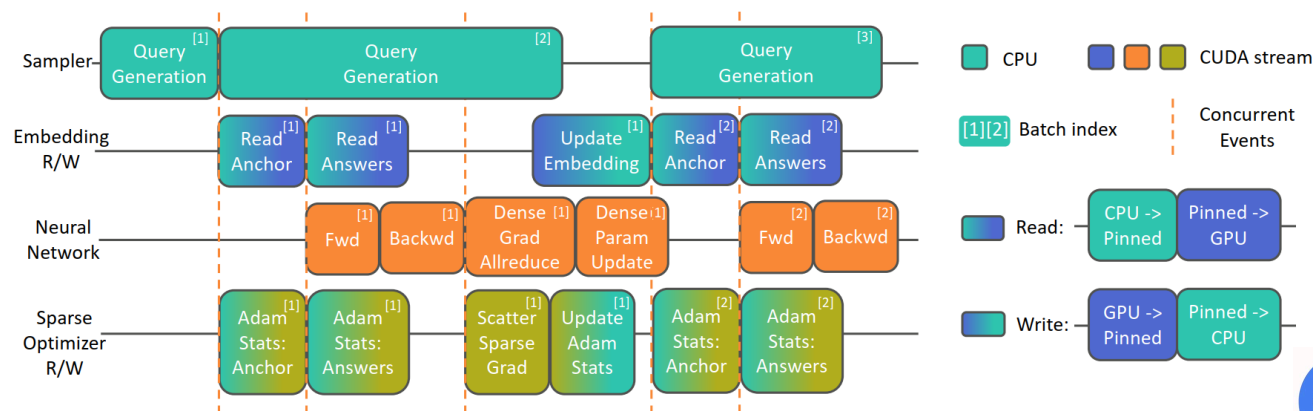 Sampler
Query
Generation
[1]
Query
Generation
[2]
Query
Generation
[3]
Embedding
R/W
Read
Anchor
[1]
Read
Answers
[1]
Update
Embedding
[1]
Read
Anchor
[2]
Read
Answers
[2]
Neural
Network
Fwd
[1]
Backwd
[1]
Dense
Grad
Allreduce
[1]
Dense
Param
Update
[1]
Fwd
[2]
Backwd
[2]
Sparse
Optimizer
R/W
Adam
Stats:
Anchor
[1]
Adam
Stats:
Answers
[1]
Scatter
Sparse
Grad
[1]
Update
Adam
Stats
[1]
Adam
Stats:
Anchor
[2]
Adam
Stats:
Answers
[2]
CPU
CUDA stream
[1][2] Batch index
Concurrent
Events
Read:
CPU ->
Pinned
Pinned ->
GPU
Write:
GPU ->
Pinned
Pinned ->
CPU